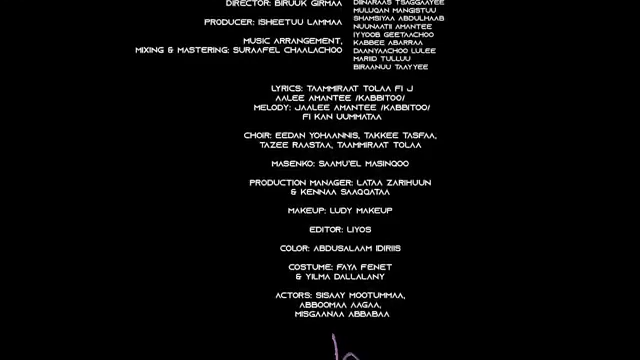 DIRECTOR: BIRUUK GIRMAA
PRODUCER: ISHEETUU LAMMAA
MUSIC ARRANGEMENT,
MIXING & MASTERING: SURAAFEL CHAALACHOO
DIINARAAS TSAGGAAYEE
MULUQAN MANGISTUU
SHAMSIYAA ABDULHAAB
NUUNAATII AMANTEE
IYYOOB GEETAACHOO
KABBEE ABARRAA
DAANYAACHOO LULEE
MARIID TULLUU
BIRAANUU TAAYYEE
LYRICS: TAAMMIRAAT TOLAA FI J
AALEE AMANTEE /KABBITOO/
MELODY: JAALEE AMANTEE /KABBITOO/
FI KAN UUMMATAA
CHOIR: EEDAN YOHAANNIS, TAKKEE TASFAA,
TAZEE RAASTAA, TAAMMIRAAT TOLAA
MASENKO: SAAMU'EL MASINQOO
PRODUCTION MANAGER: LATAA ZARIHUUN
& KENNAA SAAQQATAA
MAKEUP: LUDY MAKEUP
EDITOR: LIYOS
COLOR: ABDUSALAAM IDIRIIS
COSTUME: FAYA FENET
& YILMA DALLALANY
ACTORS: SISAAY MOOTUMMAA,
ABBOOMAA AAGAA,
MISGAANAA ABBABAA